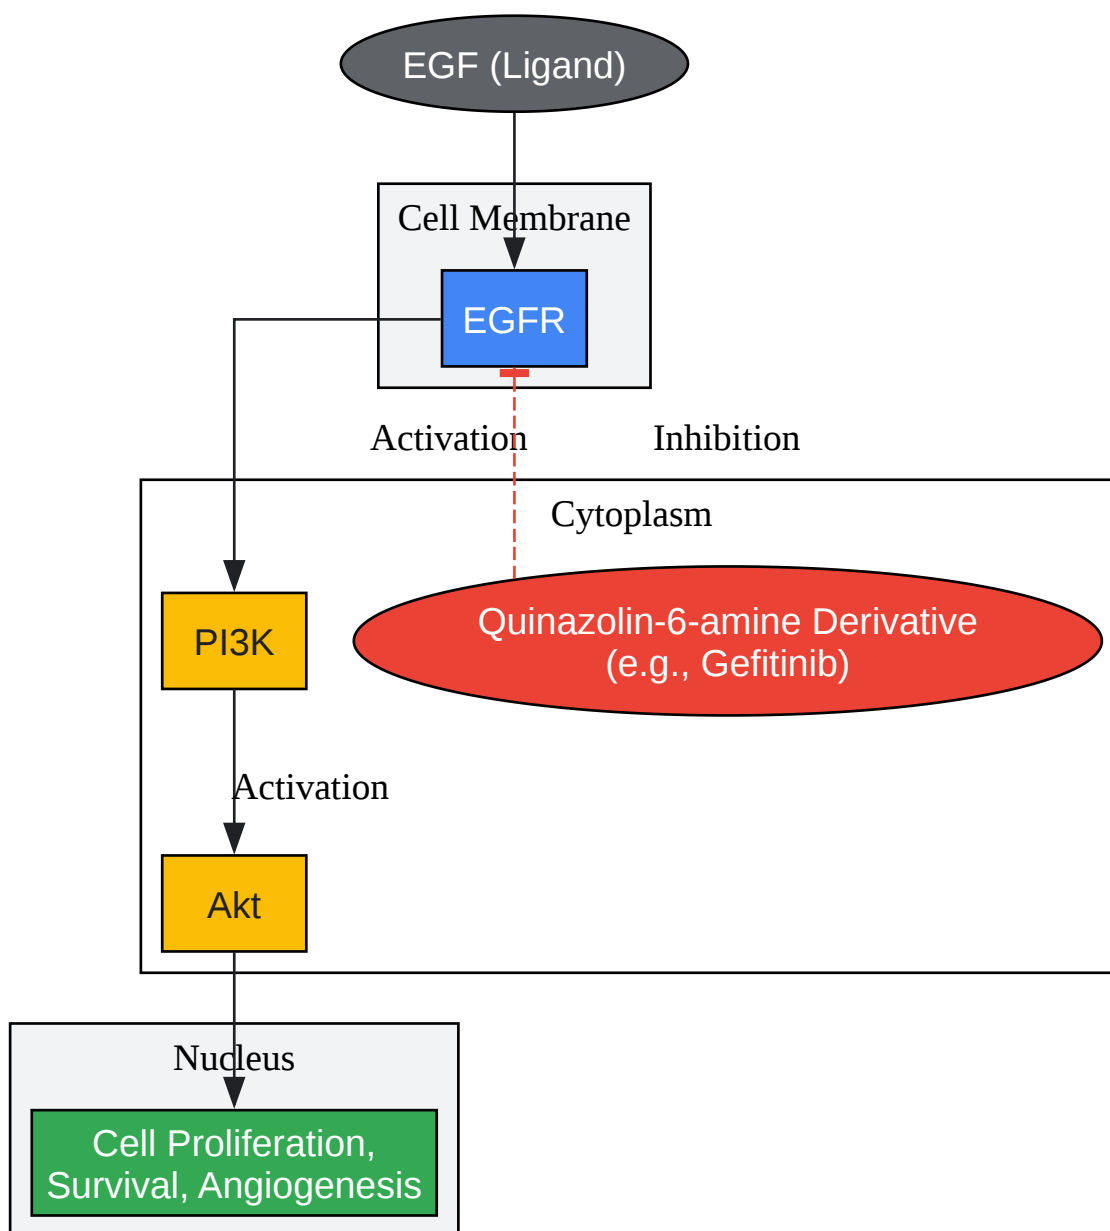 EGF (Ligand)
Cell Membrane
EGFR
Activation
Inhibition
Cytoplasm
PI3K
Quinazolin-6-amine Derivative
(e.g., Gefitinib)
Activation
Akt
Nucleus
Cell Proliferation,
Survival, Angiogenesis